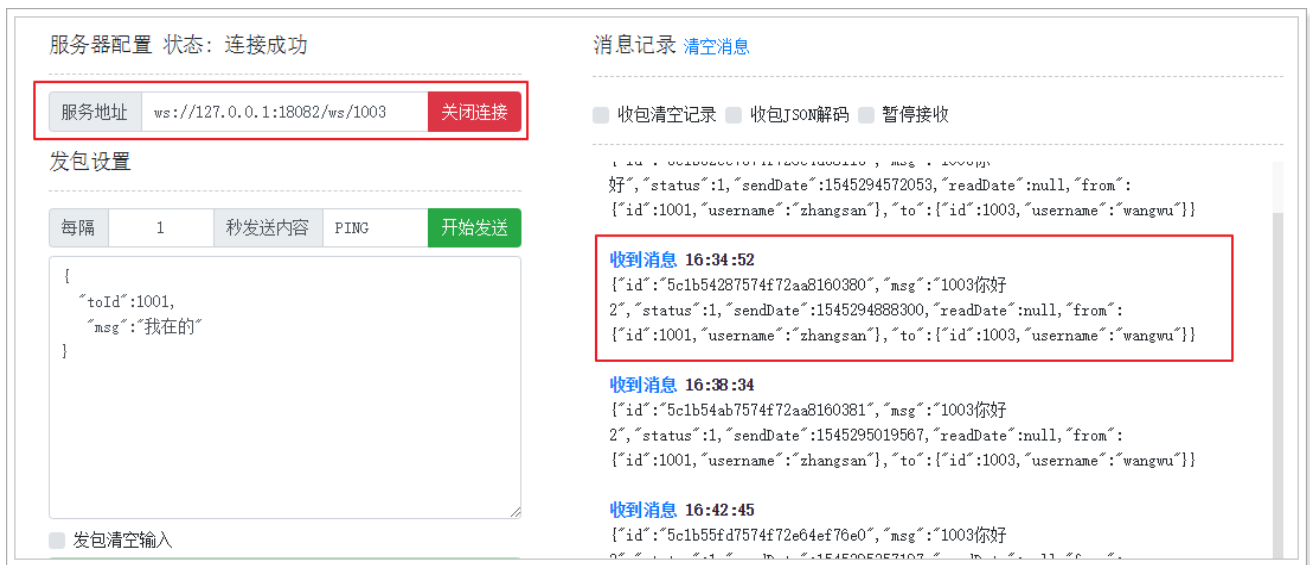 服务器配置 状态: 连接成功
服务地址 ws://127.0.0.1:18082/ws/1003 关闭连接
发包设置
每隔 1 秒发送内容 PING 开始发送
{
"toId":1001,
"msg":"我在的"
}
发包清空输入
消息记录 清空消息
收包清空记录 收包JSON解码 暂停接收
好","status":1,"sendDate":1545294572053,"readDate":null,"from":
{"id":1001,"username":"zhangsan"},"to":{"id":1003,"username":"wangwu"}}
收到消息 16:34:52
{"id":"5c1b54287574f72aa8160380","msg":"1003你好
2","status":1,"sendDate":1545294888300,"readDate":null,"from":
{"id":1001,"username":"zhangsan"},"to":{"id":1003,"username":"wangwu"}}
收到消息 16:38:34
{"id":"5c1b54ab7574f72aa8160381","msg":"1003你好
2","status":1,"sendDate":1545295019567,"readDate":null,"from":
{"id":1001,"username":"zhangsan"},"to":{"id":1003,"username":"wangwu"}}
收到消息 16:42:45
{"id":"5c1b55fd7574f72e64ef76e0","msg":"1003你好